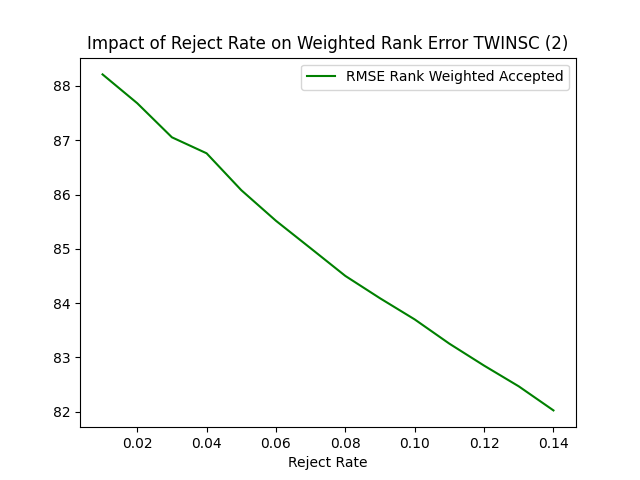 Impact of Reject Rate on Weighted Rank Error TWINSC (2)
RMSE Rank Weighted Accepted
88
87
86
85
84
83
82
0.02 0.04 0.06 0.08 0.10 0.12 0.14
Reject Rate